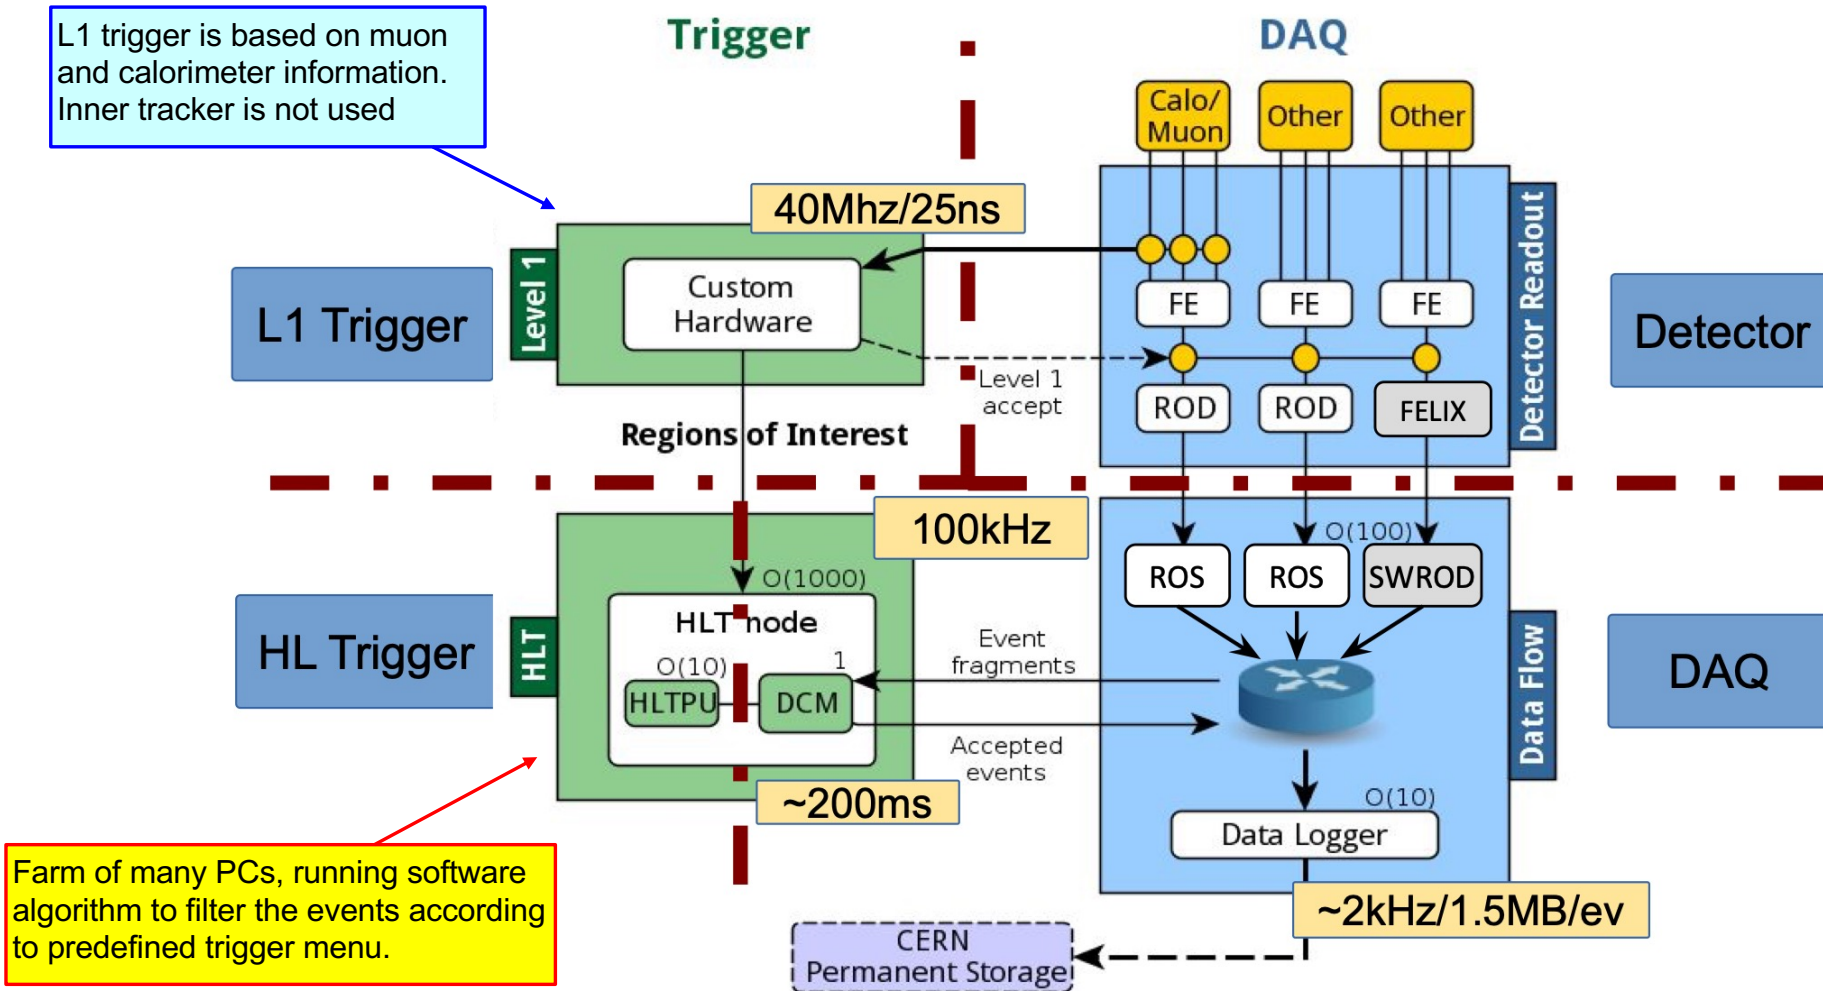 L1 trigger is based on muon
and calorimeter information.
Inner tracker is not used
Trigger
DAQ
Calo/
Muon
Other
Other
40Mhz/25ns
L1 Trigger
Level 1
Custom
Hardware
FE
FE
FE
Detector Readout
Detector
Level 1
accept
ROD
ROD
FELIX
Regions of Interest
100kHz
O(1000)
O(100)
ROS
ROS
SWROD
HL Trigger
HLT
HLT node
O(10)
1
HLTPU
DCM
Event
fragments
Accepted
events
Data Flow
DAQ
~200ms
O(10)
Data Logger
~2kHz/1.5MB/ev
Farm of many PCs, running software
algorithm to filter the events according
to predefined trigger menu.
CERN
Permanent Storage